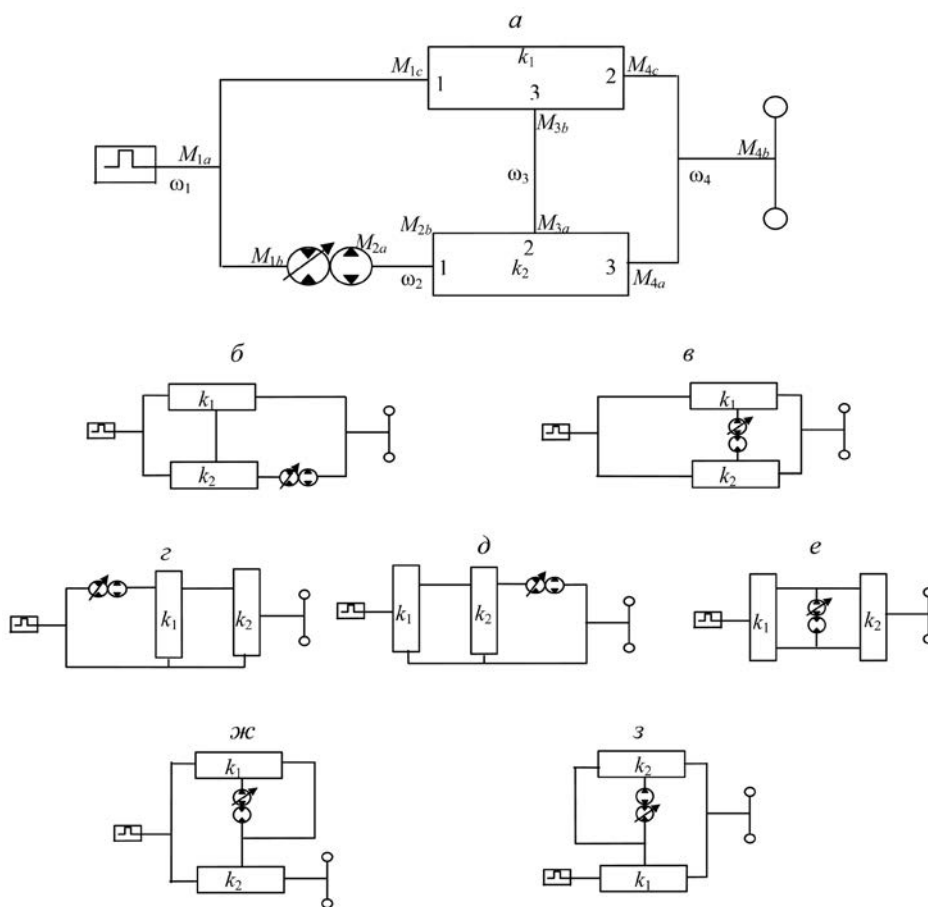 а
M1c 1 k1 3 2 M4c
M3b
M1a ω1 ω3 ω4 M4b
M2b M3a
M1b M2a ω2 1 2 k2 3 M4a
б в
k1 k1
k2 k2
г д е
k1 k2 k1 k2 k1 k2
ж з
k1 k2
k2 k1